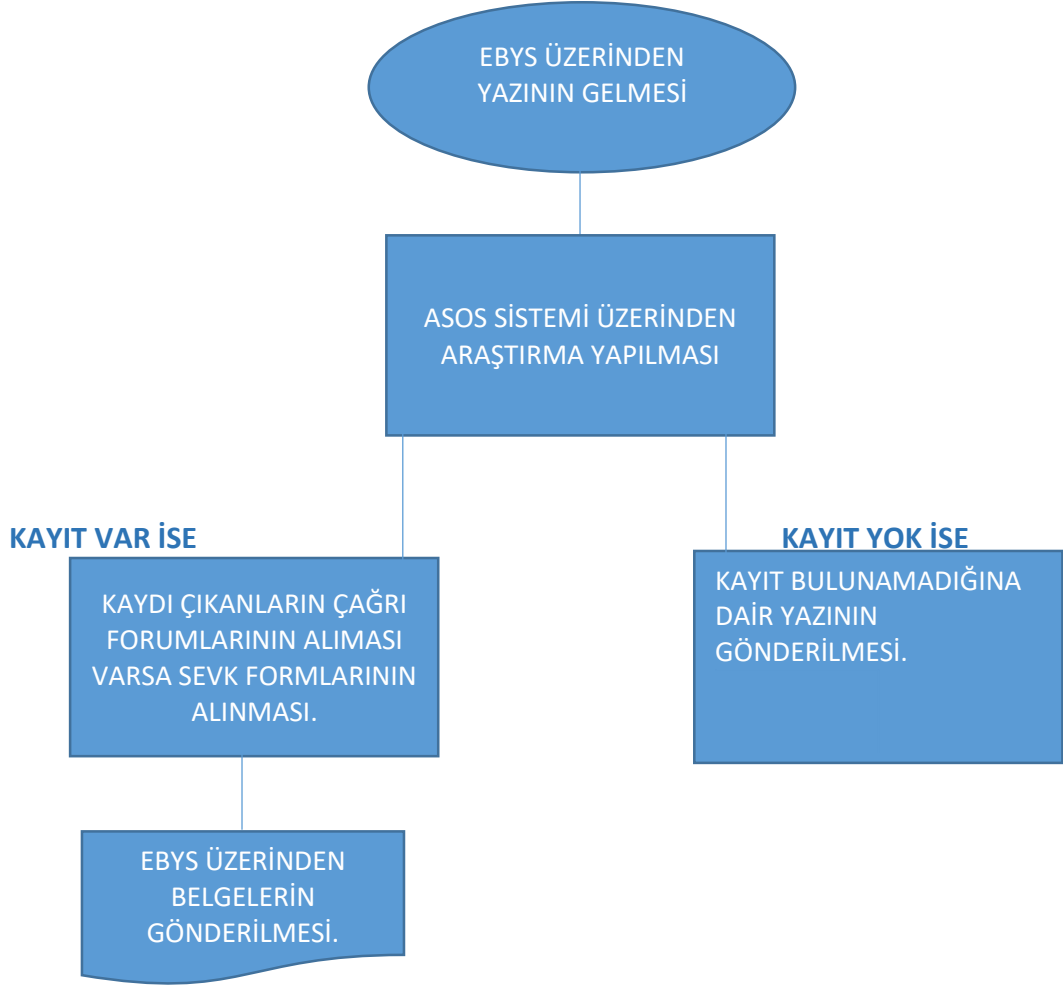 EBYS ÜZERİNDEN
YAZININ GELMESİ
ASOS SİSTEMİ ÜZERİNDEN
ARAŞTIRMA YAPILMASI
KAYIT VAR İSE
KAYIT YOK İSE
KAYDI ÇIKANLARIN ÇAĞRI
FORUMLARININ ALIMASI
VARSA SEVK FORMLARININ
ALINMASI.
KAYIT BULUNAMADIĞINA
DAİR YAZININ
GÖNDERİLMESİ.
EBYS ÜZERİNDEN
BELGELERİN
GÖNDERİLMESİ.